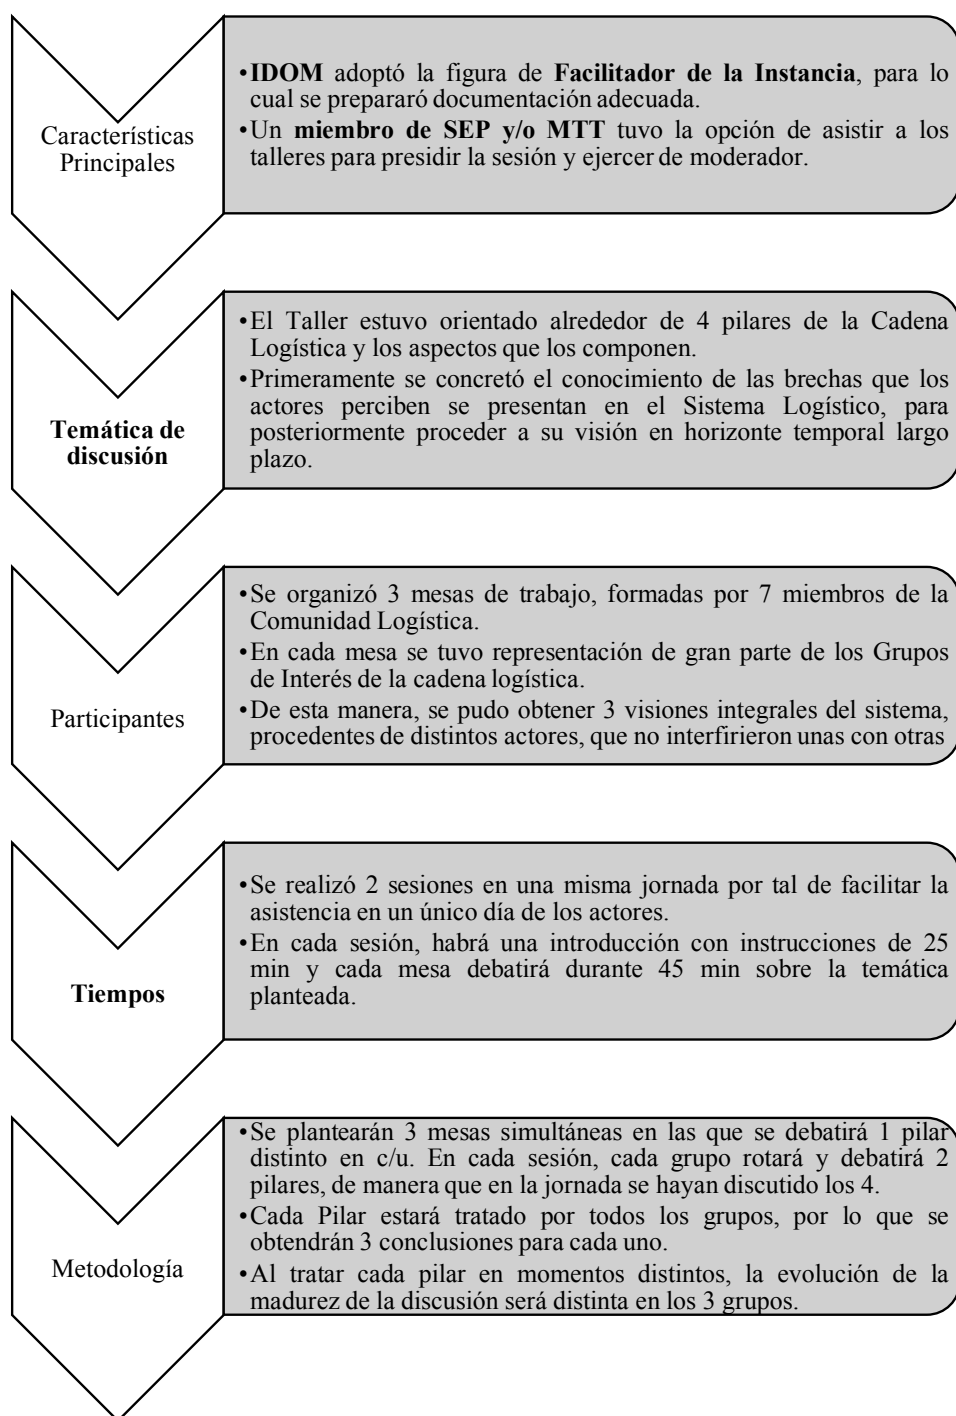 Características
Principales
•IDOM adoptó la figura de Facilitador de la Instancia, para lo
cual se prepararó documentación adecuada.
•Un miembro de SEP y/o MTT tuvo la opción de asistir a los
talleres para presidir la sesión y ejercer de moderador.
Temática de
discusión
•El Taller estuvo orientado alrededor de 4 pilares de la Cadena
Logística y los aspectos que los componen.
•Primeramente se concretó el conocimiento de las brechas que los
actores perciben se presentan en el Sistema Logístico, para
posteriormente proceder a su visión en horizonte temporal largo
plazo.
Participantes
•Se organizó 3 mesas de trabajo, formadas por 7 miembros de la
Comunidad Logística.
•En cada mesa se tuvo representación de gran parte de los Grupos
de Interés de la cadena logística.
•De esta manera, se pudo obtener 3 visiones integrales del sistema,
procedentes de distintos actores, que no interfirieron unas con otras
Tiempos
•Se realizó 2 sesiones en una misma jornada por tal de facilitar la
asistencia en un único día de los actores.
•En cada sesión, habrá una introducción con instrucciones de 25
min y cada mesa debatirá durante 45 min sobre la temática
planteada.
Metodología
•Se plantearán 3 mesas simultáneas en las que se debatirá 1 pilar
distinto en c/u. En cada sesión, cada grupo rotará y debatirá 2
pilares, de manera que en la jornada se hayan discutido los 4.
•Cada Pilar estará tratado por todos los grupos, por lo que se
obtendrán 3 conclusiones para cada uno.
•Al tratar cada pilar en momentos distintos, la evolución de la
madurez de la discusión será distinta en los 3 grupos.